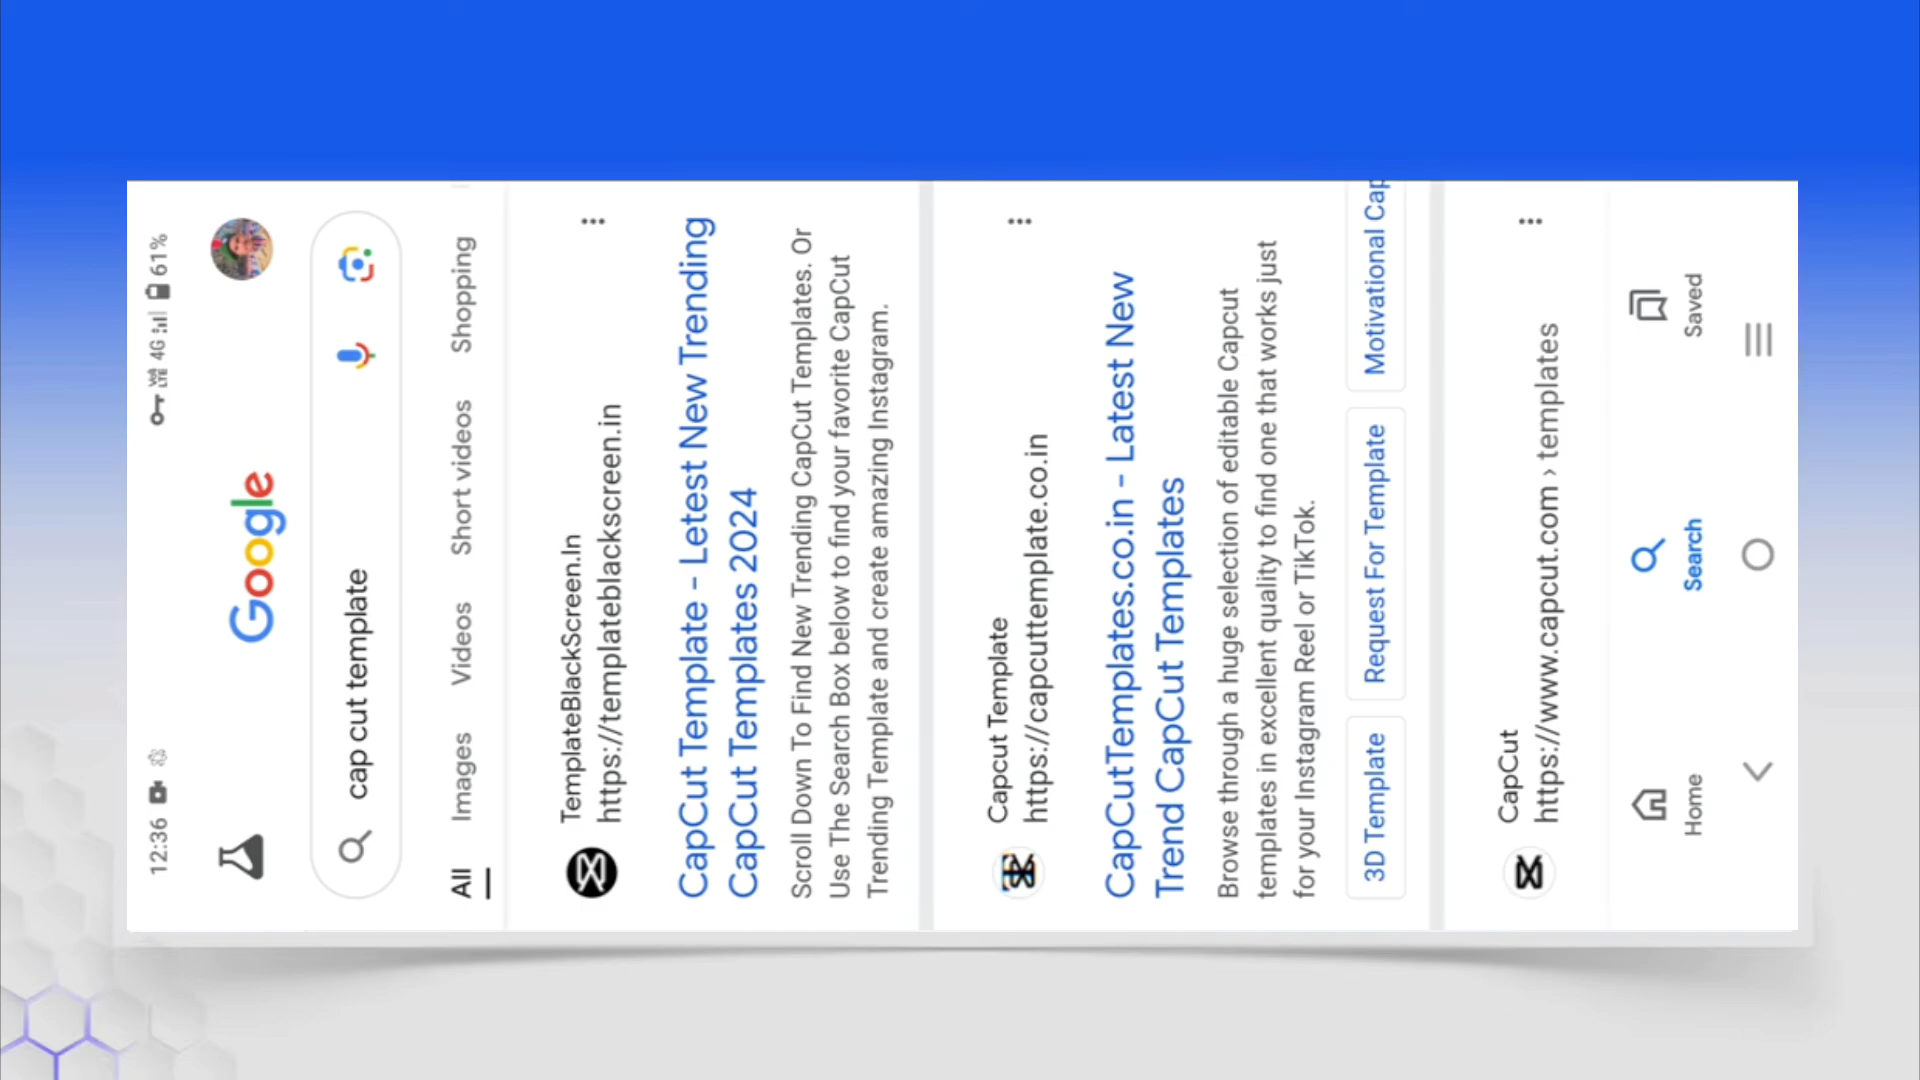 12:36
4G
61%
Google
cap cut template
All
Images
Videos
Short videos
Shopping
TemplateBlackScreen.In
https://templateblackscreen.in
CapCut Template - Letest New Trending
CapCut Templates 2024
Scroll Down To Find New Trending CapCut Templates. Or
Use The Search Box below to find your favorite CapCut
Trending Template and create amazing Instagram.
Capcut Template
https://capcuttemplate.co.in
CapCutTemplates.co.in - Latest New
Trend CapCut Templates
Browse through a huge selection of editable Capcut
templates in excellent quality to find one that works just
for your Instagram Reel or TikTok.
3D Template
Request For Template
Motivational Cap
CapCut
https://www.capcut.com › templates
Home
Search
Saved